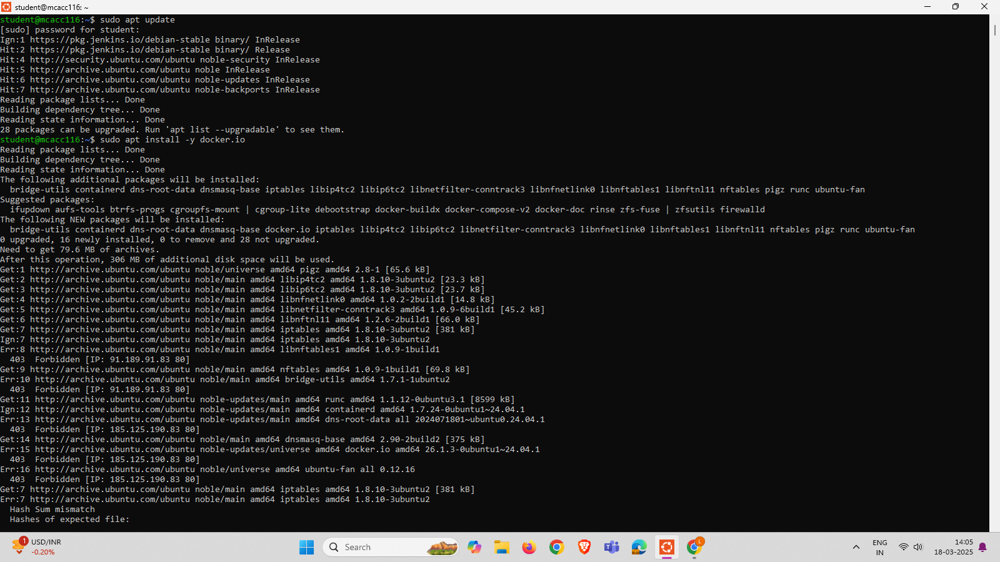 student@mcacc116: ~
student@mcacc116:~$ sudo apt update
[sudo] password for student:
Ign:1 https://pkg.jenkins.io/debian-stable binary/ InRelease
Hit:2 https://pkg.jenkins.io/debian-stable binary/ Release
Hit:4 http://security.ubuntu.com/ubuntu noble-security InRelease
Hit:5 http://archive.ubuntu.com/ubuntu noble InRelease
Hit:6 http://archive.ubuntu.com/ubuntu noble-updates InRelease
Hit:7 http://archive.ubuntu.com/ubuntu noble-backports InRelease
Reading package lists... Done
Building dependency tree... Done
Reading state information... Done
28 packages can be upgraded. Run 'apt list --upgradable' to see them.
student@mcacc116:~$ sudo apt install -y docker.io
Reading package lists... Done
Building dependency tree... Done
Reading state information... Done
The following additional packages will be installed:
  bridge-utils containerd dns-root-data dnsmasq-base iptables libip4tc2 libip6tc2 libnetfilter-conntrack3 libnfnetlink0 libnftables1 libnftnl11 nftables pigz runc ubuntu-fan
Suggested packages:
  ifupdown aufs-tools btrfs-progs cgroupfs-mount | cgroup-lite debootstrap docker-buildx docker-compose-v2 docker-doc rinse zfs-fuse | zfsutils firewalld
The following NEW packages will be installed:
  bridge-utils containerd dns-root-data dnsmasq-base docker.io iptables libip4tc2 libip6tc2 libnetfilter-conntrack3 libnfnetlink0 libnftables1 libnftnl11 nftables pigz runc ubuntu-fan
0 upgraded, 16 newly installed, 0 to remove and 28 not upgraded.
Need to get 79.6 MB of archives.
After this operation, 306 MB of additional disk space will be used.
Get:1 http://archive.ubuntu.com/ubuntu noble/universe amd64 pigz amd64 2.8-1 [65.6 kB]
Get:2 http://archive.ubuntu.com/ubuntu noble/main amd64 libip4tc2 amd64 1.8.10-3ubuntu2 [23.3 kB]
Get:3 http://archive.ubuntu.com/ubuntu noble/main amd64 libip6tc2 amd64 1.8.10-3ubuntu2 [23.7 kB]
Get:4 http://archive.ubuntu.com/ubuntu noble/main amd64 libnfnetlink0 amd64 1.0.2-2build1 [14.8 kB]
Get:5 http://archive.ubuntu.com/ubuntu noble/main amd64 libnetfilter-conntrack3 amd64 1.0.9-6build1 [45.2 kB]
Get:6 http://archive.ubuntu.com/ubuntu noble/main amd64 libnftnl11 amd64 1.2.6-2build1 [66.0 kB]
Get:7 http://archive.ubuntu.com/ubuntu noble/main amd64 iptables amd64 1.8.10-3ubuntu2 [381 kB]
Ign:7 http://archive.ubuntu.com/ubuntu noble/main amd64 iptables amd64 1.8.10-3ubuntu2
Err:8 http://archive.ubuntu.com/ubuntu noble/main amd64 libnftables1 amd64 1.0.9-1build1
  403  Forbidden [IP: 91.189.91.83 80]
Get:9 http://archive.ubuntu.com/ubuntu noble/main amd64 nftables amd64 1.0.9-1build1 [69.8 kB]
Err:10 http://archive.ubuntu.com/ubuntu noble/main amd64 bridge-utils amd64 1.7.1-1ubuntu2
  403  Forbidden [IP: 91.189.91.83 80]
Get:11 http://archive.ubuntu.com/ubuntu noble-updates/main amd64 runc amd64 1.1.12-0ubuntu3.1 [8599 kB]
Ign:12 http://archive.ubuntu.com/ubuntu noble-updates/main amd64 containerd amd64 1.7.24-0ubuntu1~24.04.1
Err:13 http://archive.ubuntu.com/ubuntu noble-updates/main amd64 dns-root-data all 2024071801~ubuntu0.24.04.1
  403  Forbidden [IP: 185.125.190.83 80]
Get:14 http://archive.ubuntu.com/ubuntu noble/main amd64 dnsmasq-base amd64 2.90-2build2 [375 kB]
Err:15 http://archive.ubuntu.com/ubuntu noble-updates/universe amd64 docker.io amd64 26.1.3-0ubuntu1~24.04.1
  403  Forbidden [IP: 185.125.190.83 80]
Err:16 http://archive.ubuntu.com/ubuntu noble/universe amd64 ubuntu-fan all 0.12.16
  403  Forbidden [IP: 185.125.190.83 80]
Get:7 http://archive.ubuntu.com/ubuntu noble/main amd64 iptables amd64 1.8.10-3ubuntu2 [381 kB]
Err:7 http://archive.ubuntu.com/ubuntu noble/main amd64 iptables amd64 1.8.10-3ubuntu2
  Hash Sum mismatch
  Hashes of expected file:
1
USD/INR
-0.20%
Search
L
ENG
IN
14:05
18-03-2025